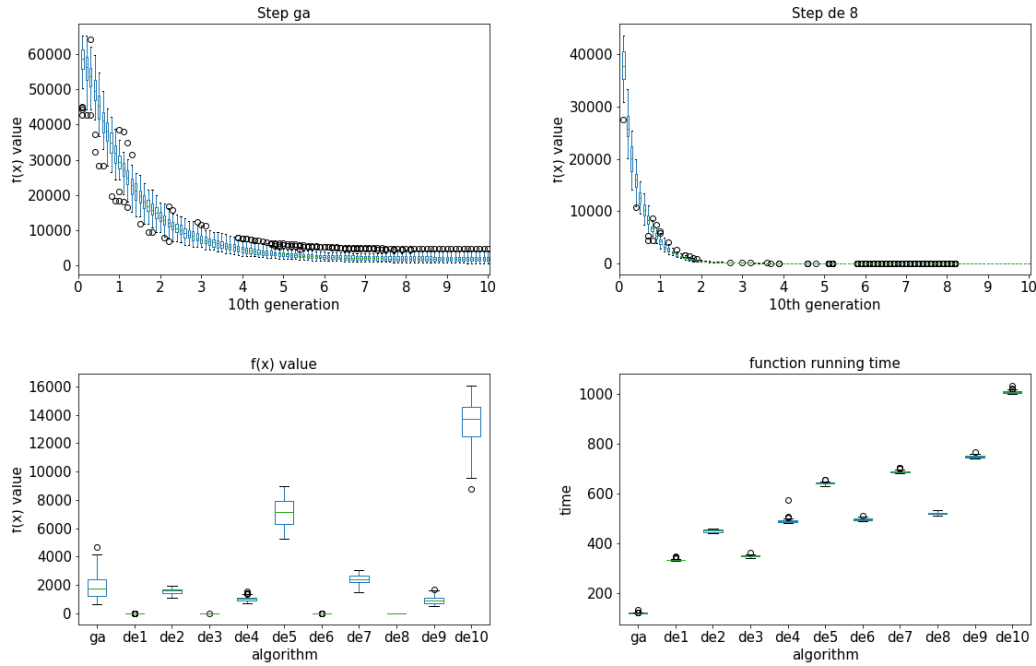 Step ga
f(x) value
60000
50000
40000
30000
20000
10000
0
0 1 2 3 4 5 6 7 8 9 10
10th generation
Step de 8
f(x) value
40000
30000
20000
10000
0
0 1 2 3 4 5 6 7 8 9 10
10th generation
f(x) value
f(x) value
16000
14000
12000
10000
8000
6000
4000
2000
0
ga de1 de2 de3 de4 de5 de6 de7 de8 de9 de10
algorithm
function running time
time
1000
800
600
400
200
ga de1 de2 de3 de4 de5 de6 de7 de8 de9 de10
algorithm